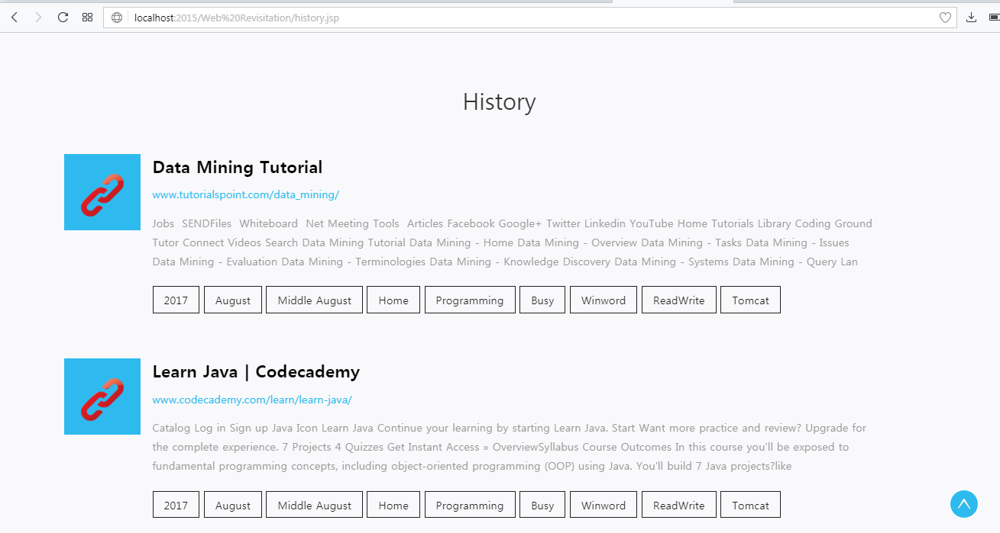 localhost:2015/Web%20Revisitation/history.jsp
History
Data Mining Tutorial
www.tutorialspoint.com/data_mining/
Jobs SENDFiles Whiteboard Net Meeting Tools Articles Facebook Google+ Twitter Linkedin YouTube Home Tutorials Library Coding Ground
Tutor Connect Videos Search Data Mining Tutorial Data Mining - Home Data Mining - Overview Data Mining - Tasks Data Mining - Issues
Data Mining - Evaluation Data Mining - Terminologies Data Mining - Knowledge Discovery Data Mining - Systems Data Mining - Query Lan
2017 August Middle August Home Programming Busy Winword ReadWrite Tomcat
Learn Java | Codecademy
www.codecademy.com/learn/learn-java/
Catalog Log in Sign up Java Icon Learn Java Continue your learning by starting Learn Java. Start Want more practice and review? Upgrade for
the complete experience. 7 Projects 4 Quizzes Get Instant Access » OverviewSyllabus Course Outcomes In this course you'll be exposed to
fundamental programming concepts, including object-oriented programming (OOP) using Java. You'll build 7 Java projects?like
2017 August Middle August Home Programming Busy Winword ReadWrite Tomcat